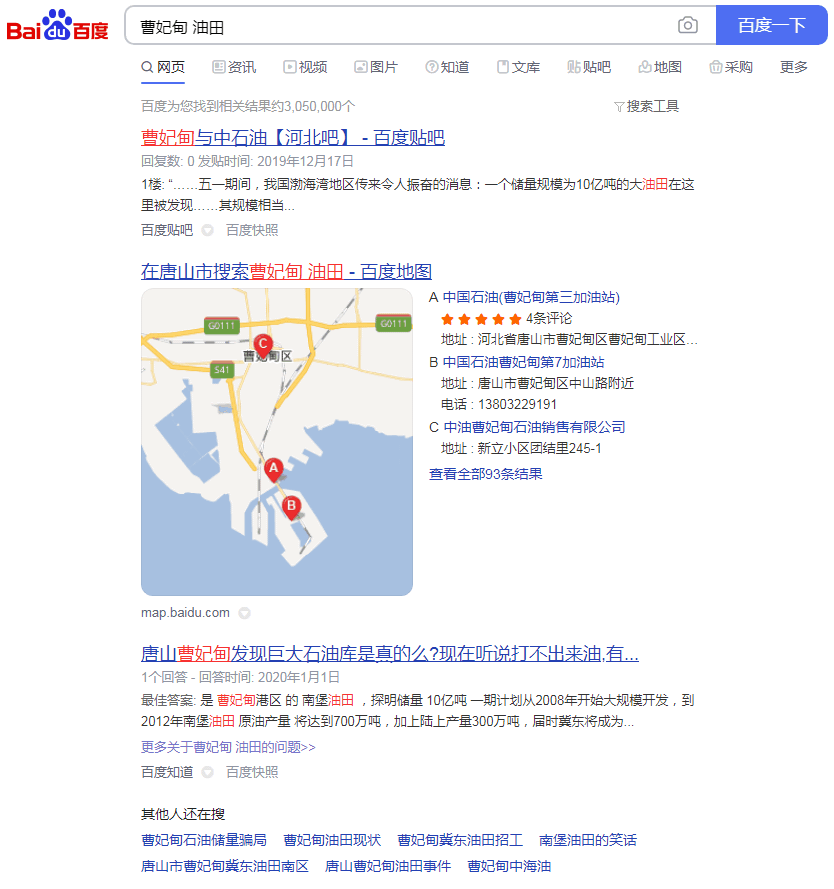 Bai du 百度
曹妃甸 油田
百度一下
网页 资讯 视频 图片 知道 文库 贴吧 地图 采购 更多
百度为您找到相关结果约3,050,000个 搜索工具
曹妃甸与中石油【河北吧】 - 百度贴吧
回复数: 0 发贴时间: 2019年12月17日
1楼: “……五一期间，我国渤海湾地区传来令人振奋的消息：一个储量规模为10亿吨的大油田在这
里被发现……其规模相当...
百度贴吧 百度快照
在唐山市搜索曹妃甸 油田 - 百度地图
G0111
G0111
S41
曹妃甸区
C
A
B
A 中国石油(曹妃甸第三加油站)
4条评论
地址 : 河北省唐山市曹妃甸区曹妃甸工业区...
B 中国石油曹妃甸第7加油站
地址 : 唐山市曹妃甸区中山路附近
电话 : 13803229191
C 中油曹妃甸石油销售有限公司
地址 : 新立小区团结里245-1
查看全部93条结果
map.baidu.com
唐山曹妃甸发现巨大石油库是真的么?现在听说打不出来油,有...
1个回答 - 回答时间: 2020年1月1日
最佳答案: 是 曹妃甸港区 的 南堡油田 ，探明储量 10亿吨 一期计划从2008年开始大规模开发，到
2012年南堡油田 原油产量 将达到700万吨，加上陆上产量300万吨，届时冀东将成为...
更多关于曹妃甸 油田的问题>>
百度知道 百度快照
其他人还在搜
曹妃甸石油储量骗局 曹妃甸油田现状 曹妃甸冀东油田招工 南堡油田的笑话
唐山市曹妃甸冀东油田南区 唐山曹妃甸油田事件 曹妃甸中海油